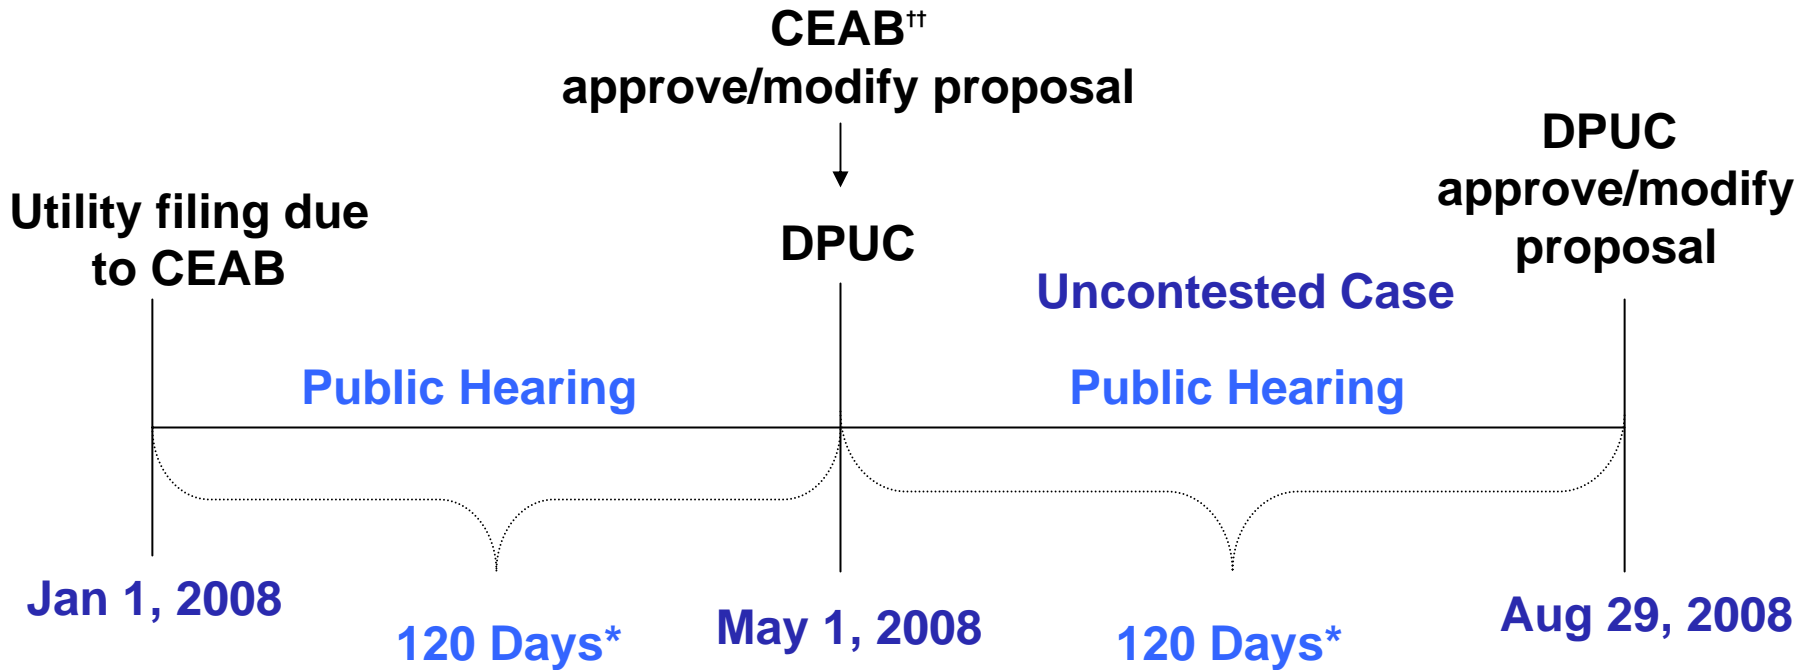 CEAB††
approve/modify proposal
DPUC
approve/modify
proposal
Utility filing due
to CEAB
DPUC
Uncontested Case
Public Hearing
Public Hearing
Jan 1, 2008
120 Days*
May 1, 2008
120 Days*
Aug 29, 2008